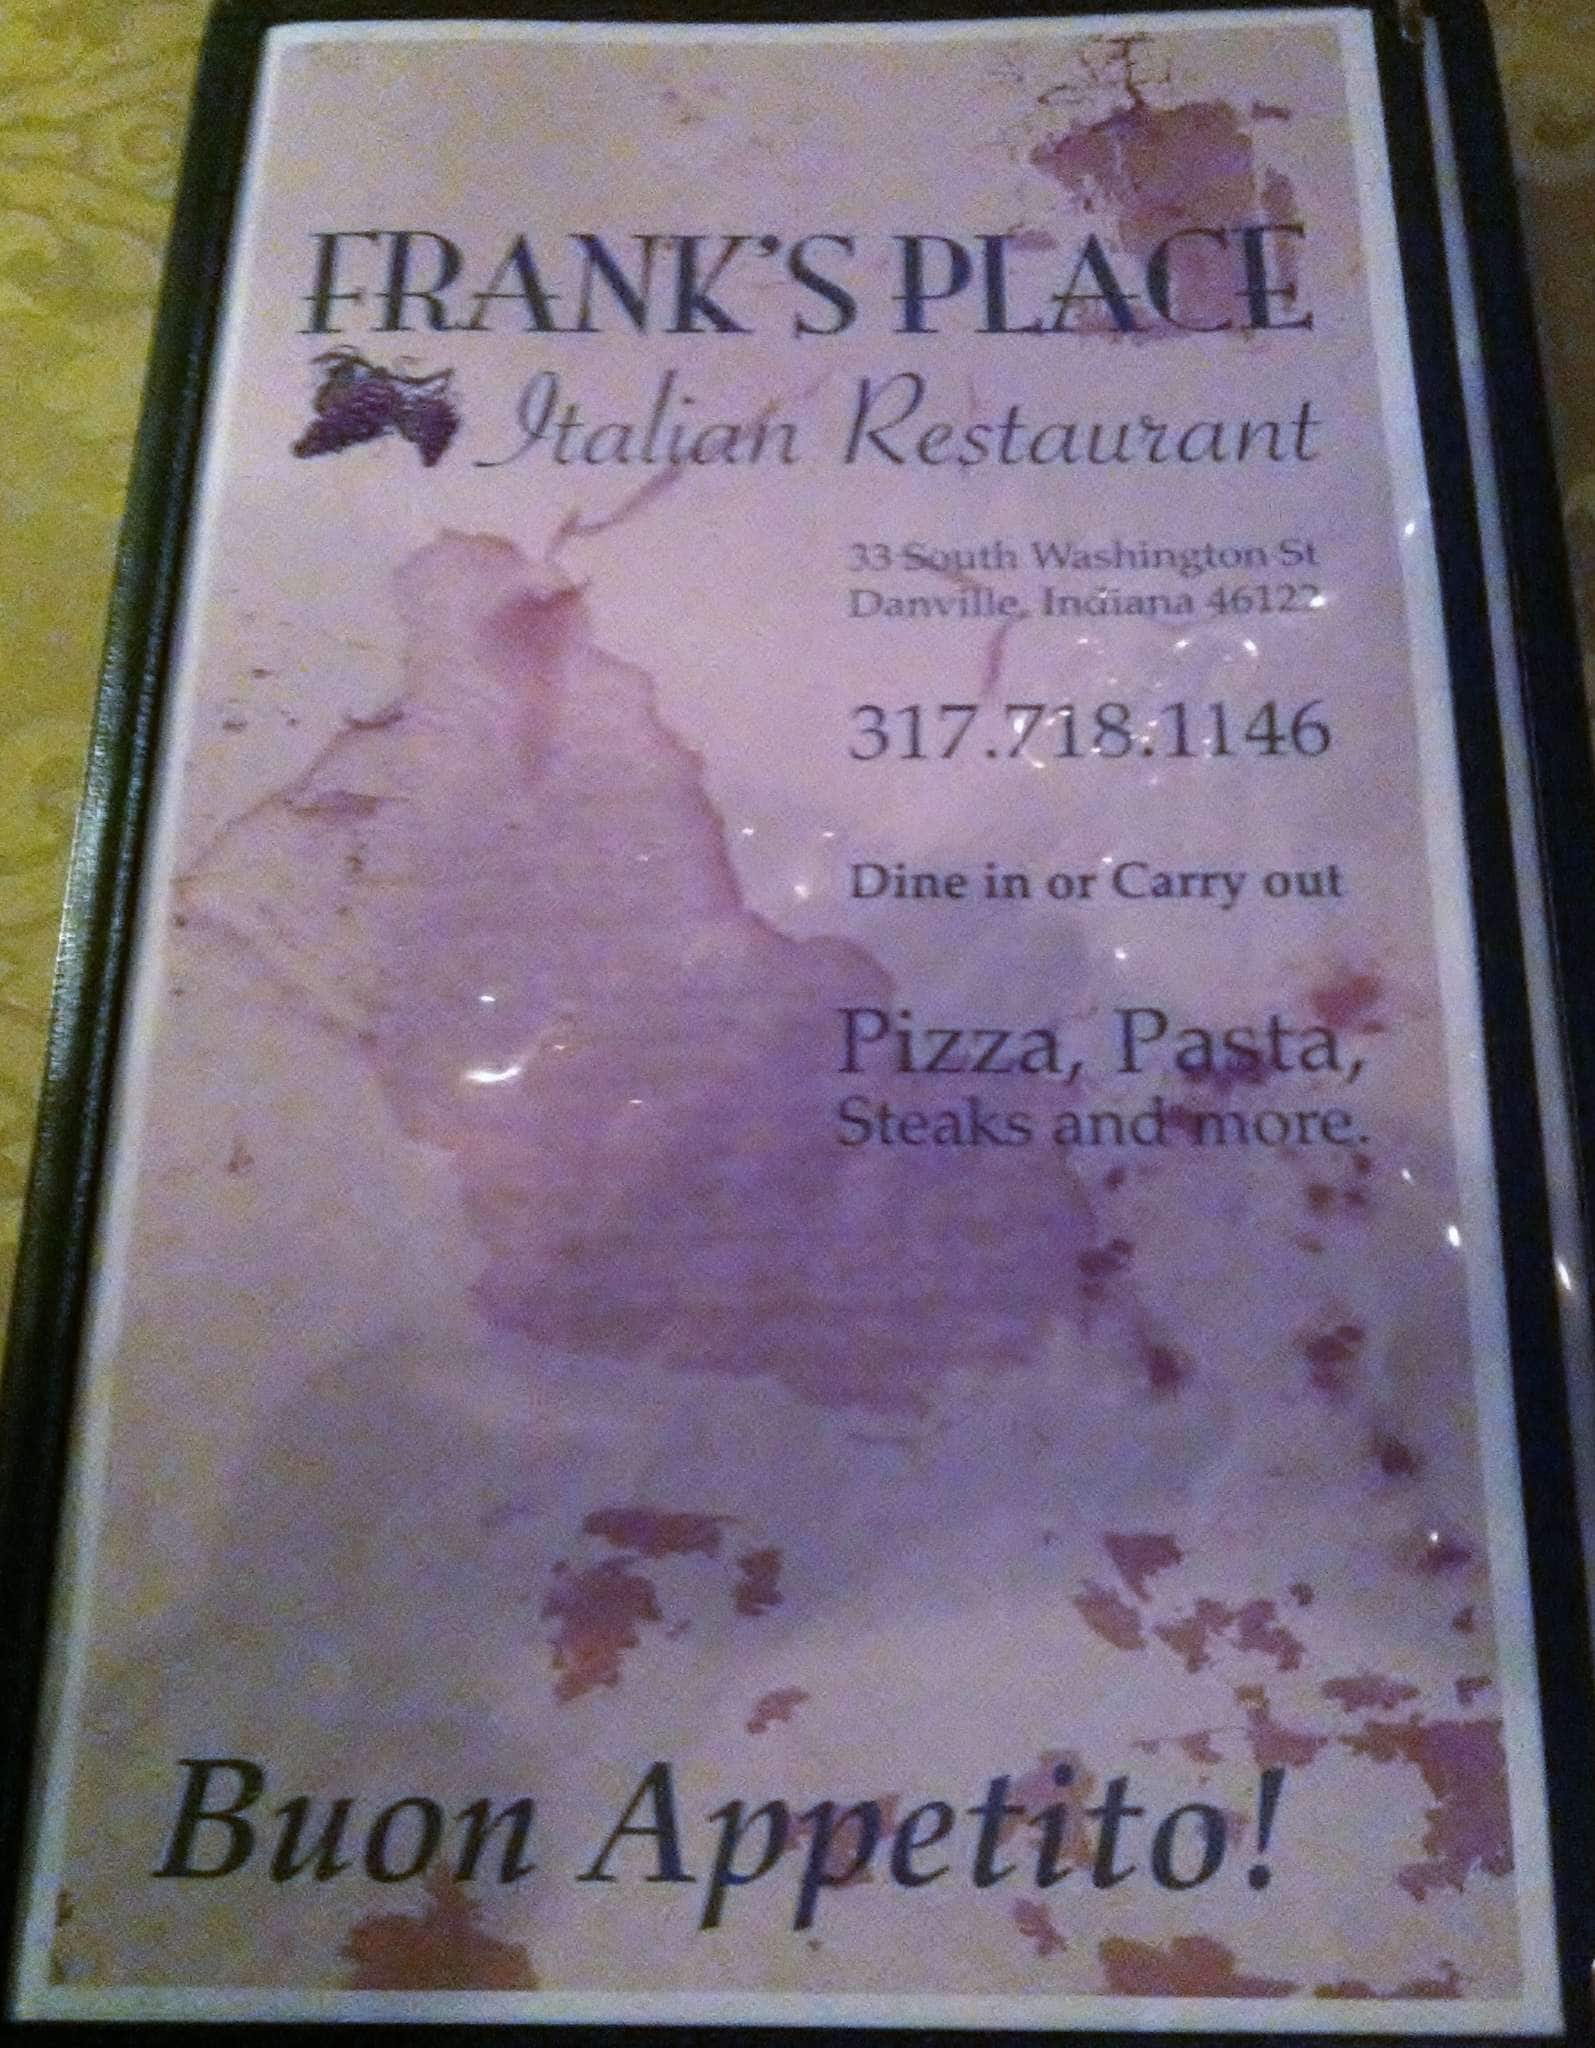 FRANK'S PLACE
Italian Restaurant
33 South Washington St
Danville, Indiana 46122
317.718.1146
Dine in or Carry out
Pizza, Pasta,
Steaks and more.
Buon Appetito!